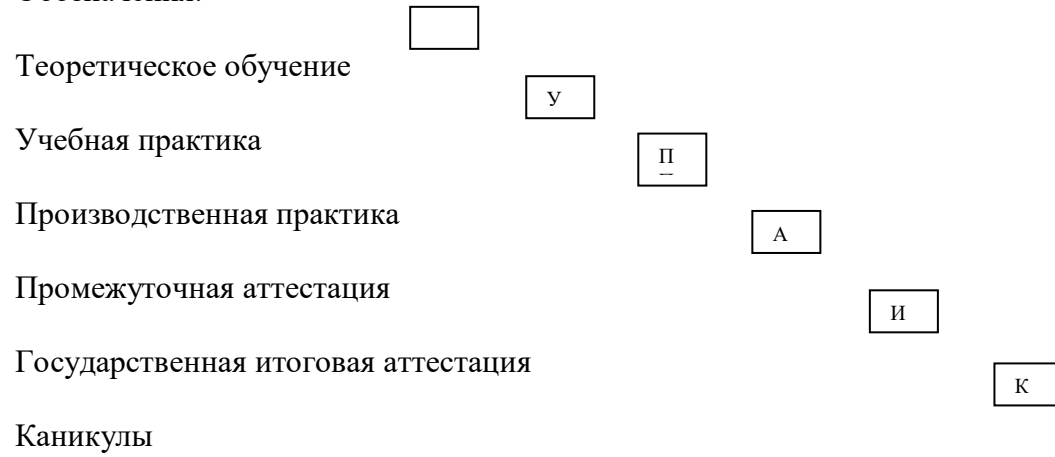 Теоретическое обучение
У
Учебная практика
П
Производственная практика
А
Промежуточная аттестация
И
Государственная итоговая аттестация
К
Каникулы